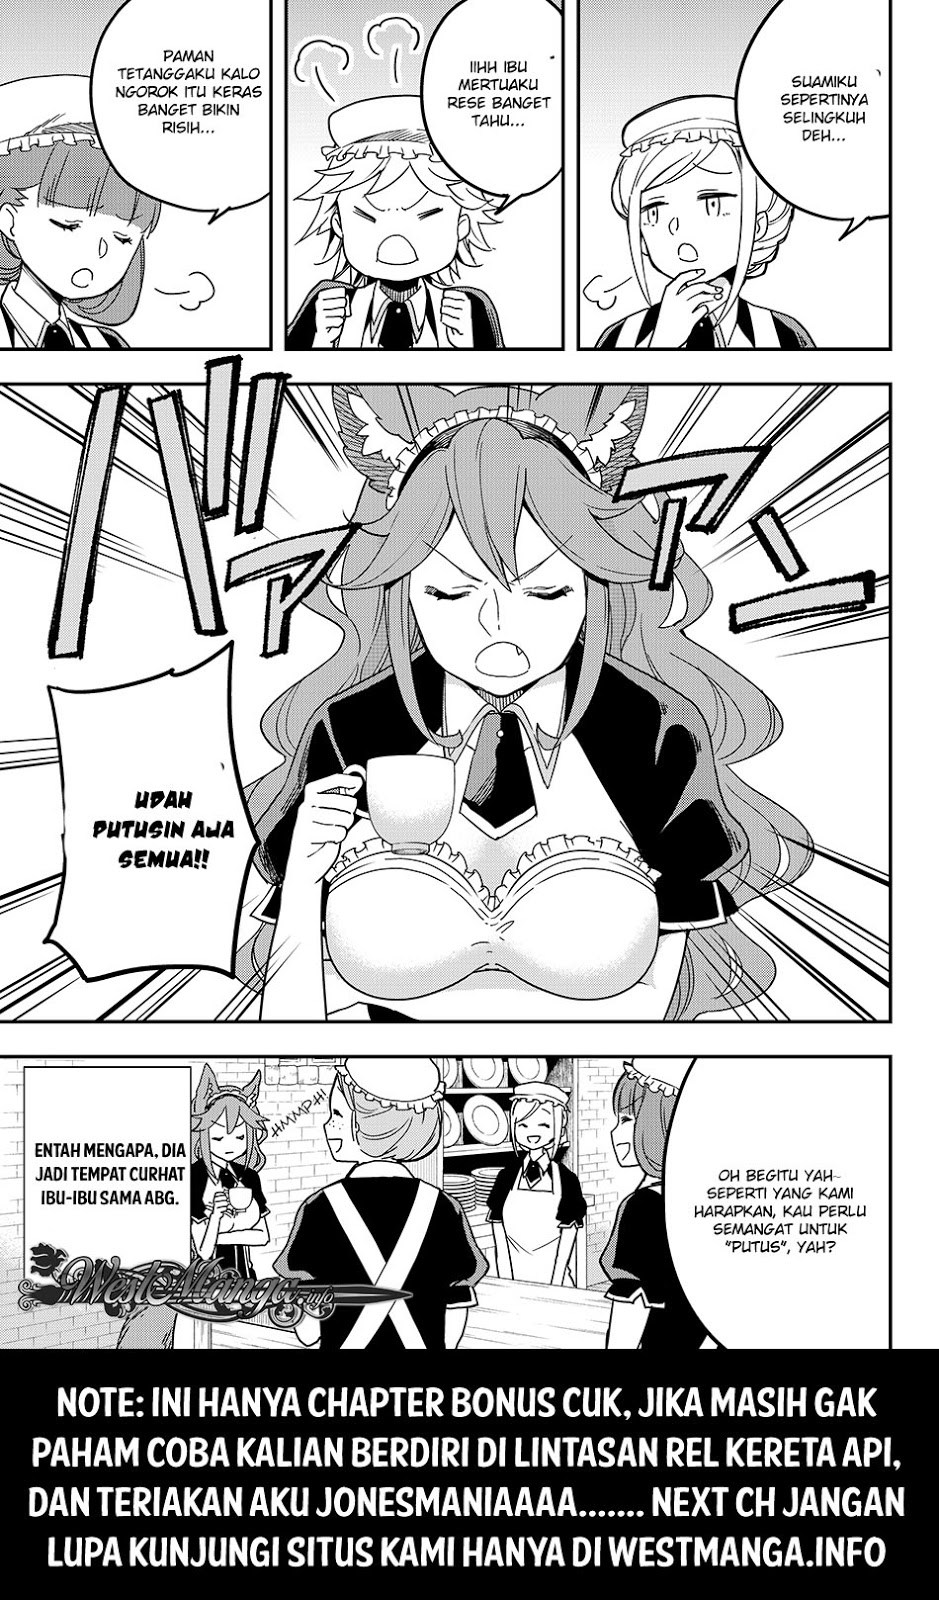 SUAMIKU
SEPERTINYA
SELINGKUH
DEH...
IIHH IBU
MERTUAKU
RESE BANGET
TAHU...
PAMAN
TETANGGAKU KALO
NGOROK ITU KERAS
BANGET BIKIN
RISIH...
UDAH
PUTUSIN AJA
SEMUA!!
OH BEGITU YAH~
SEPERTI YANG KAMI
HARAPKAN, KAU PERLU
SEMANGAT UNTUK
"PUTUS", YAH?
HMMPH!
ENTAH MENGAPA, DIA
JADI TEMPAT CURHAT
IBU-IBU SAMA ABG.
WestManga.info
NOTE: INI HANYA CHAPTER BONUS CUK, JIKA MASIH GAK
PAHAM COBA KALIAN BERDIRI DI LINTASAN REL KERETA API,
DAN TERIAKAN AKU JONESMANIAAAA....... NEXT CH JANGAN
LUPA KUNJUNGI SITUS KAMI HANYA DI WESTMANGA.INFO